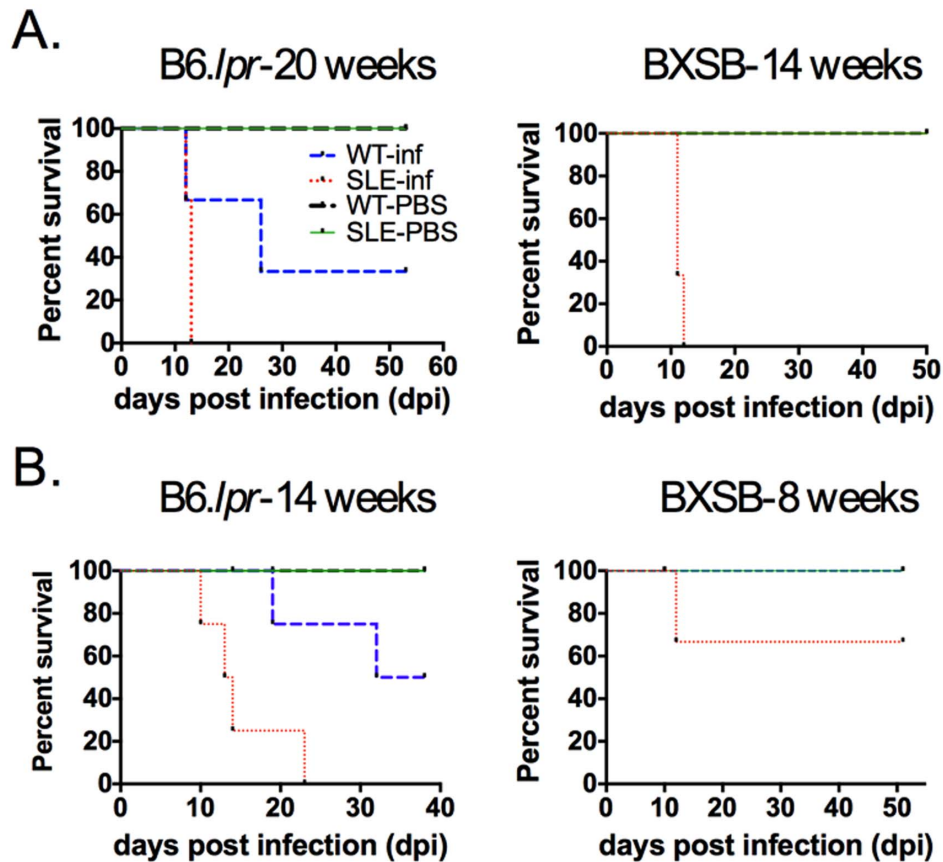 A.
B6.lpr-20 weeks
Percent survival
100
80
60
40
20
0
WT-inf
SLE-inf
WT-PBS
SLE-PBS
0 10 20 30 40 50 60
days post infection (dpi)
BXSB-14 weeks
Percent survival
100
80
60
40
20
0
0 10 20 30 40 50
days post infection (dpi)
B.
B6.lpr-14 weeks
Percent survival
100
80
60
40
20
0
0 10 20 30 40
days post infection (dpi)
BXSB-8 weeks
Percent survival
100
80
60
40
20
0
0 10 20 30 40 50
days post infection (dpi)